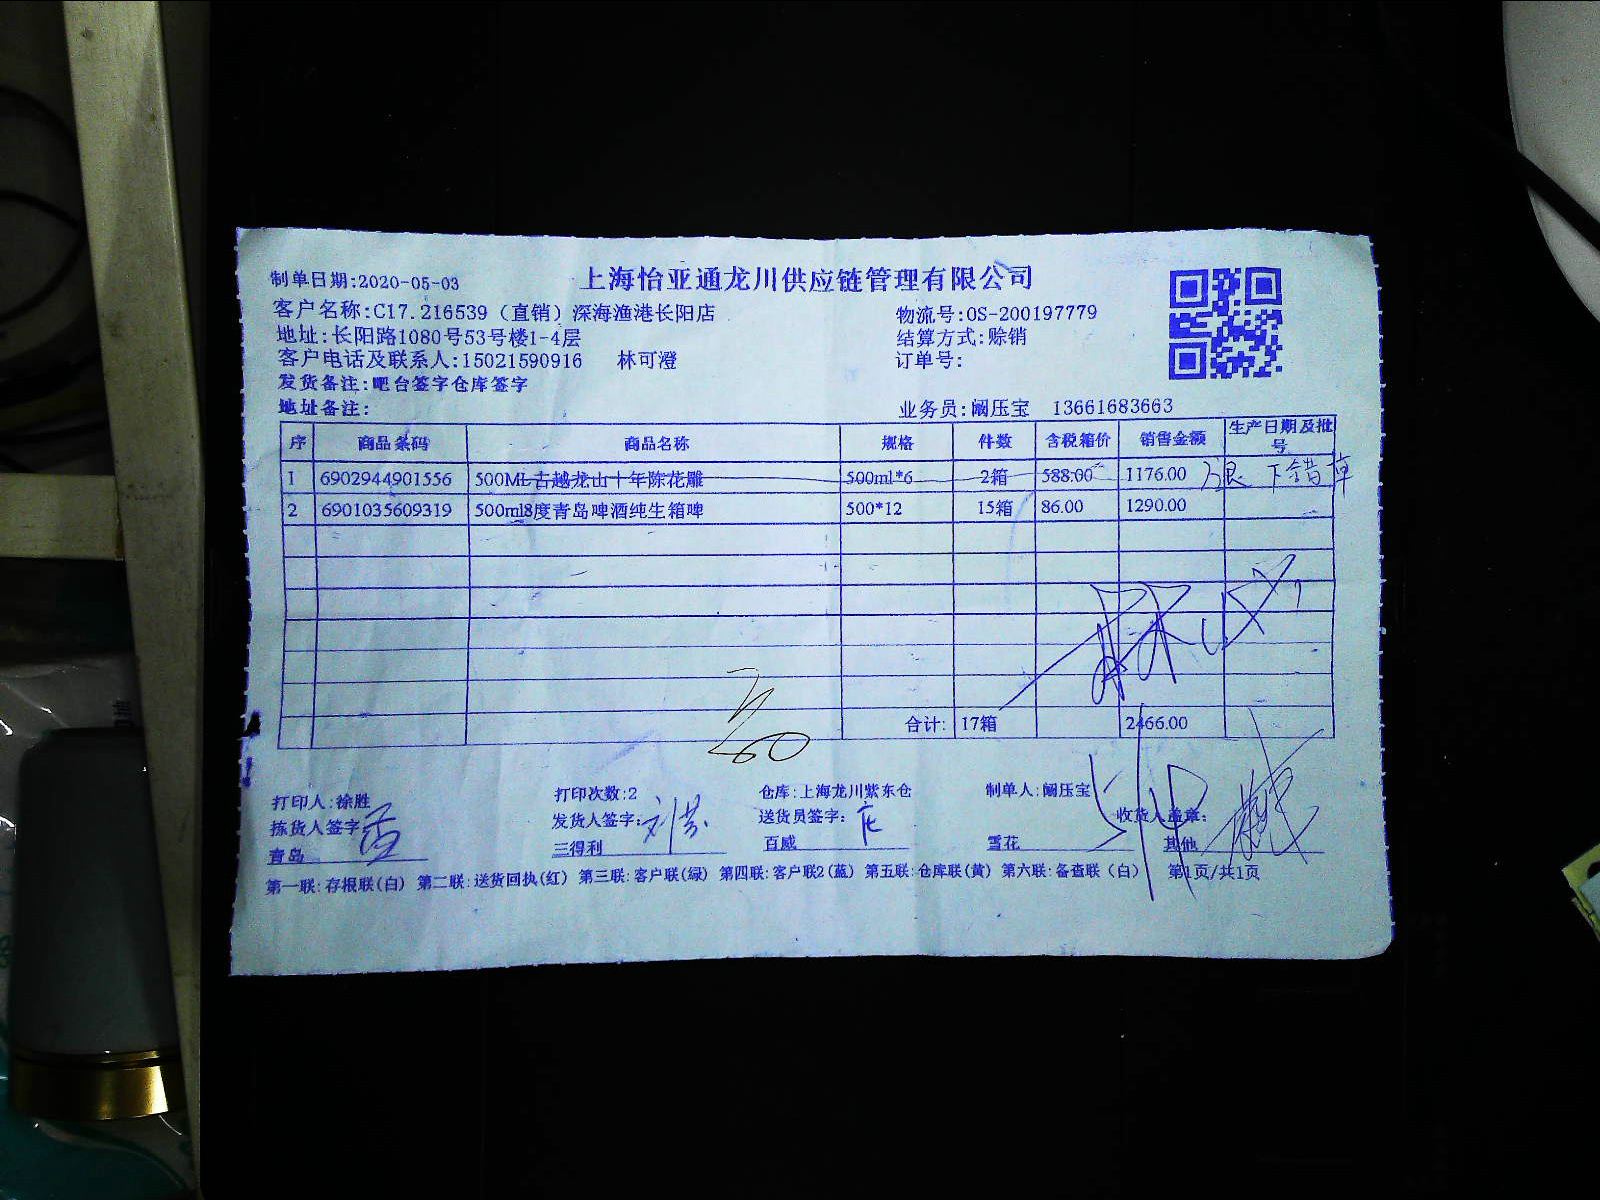 制单日期:2020-05-03 上海怡亚通龙川供应链管理有限公司
客户名称:C17.216539（直销）深海渔港长阳店 物流号:OS-200197779
地址:长阳路1080号53号楼1-4层 结算方式:赊销
客户电话及联系人:15021590916 林可澄 订单号:
发货备注:吧台签字仓库签字
地址备注: 业务员:阚压宝 13661683663
序 商品条码 商品名称 规格 件数 含税箱价 销售金额 生产日期及批号
1 6902944901556 500ML古越龙山十年陈花雕 500ml*6 2箱 588.00 1176.00 退 下错单
2 6901035609319 500ml8度青岛啤酒纯生箱啤 500*12 15箱 86.00 1290.00
合计: 17箱 2466.00
打印人:徐胜 打印次数:2 仓库:上海龙川紫东仓 制单人:阚压宝
拣货人签字: 发货人签字: 送货员签字: 收货人盖章:
青岛 三得利 百威 雪花 其他
第一联:存根联(白) 第二联:送货回执(红) 第三联:客户联(绿) 第四联:客户联2(蓝) 第五联:仓库联(黄) 第六联:备查联（白） 第1页/共1页